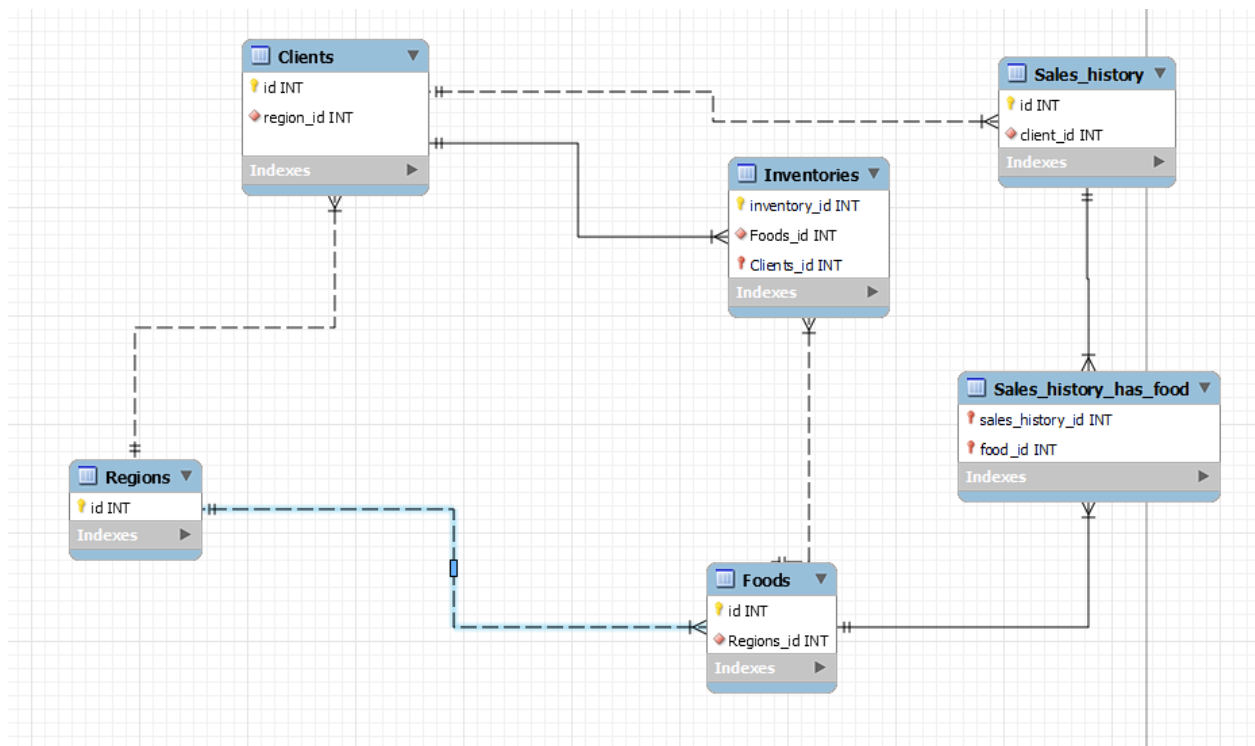 Clients
id INT
region_id INT
Indexes
Sales_history
id INT
client_id INT
Indexes
Inventories
inventory_id INT
Foods_id INT
Clients_id INT
Indexes
Sales_history_has_food
sales_history_id INT
food_id INT
Indexes
Regions
id INT
Indexes
Foods
id INT
Regions_id INT
Indexes